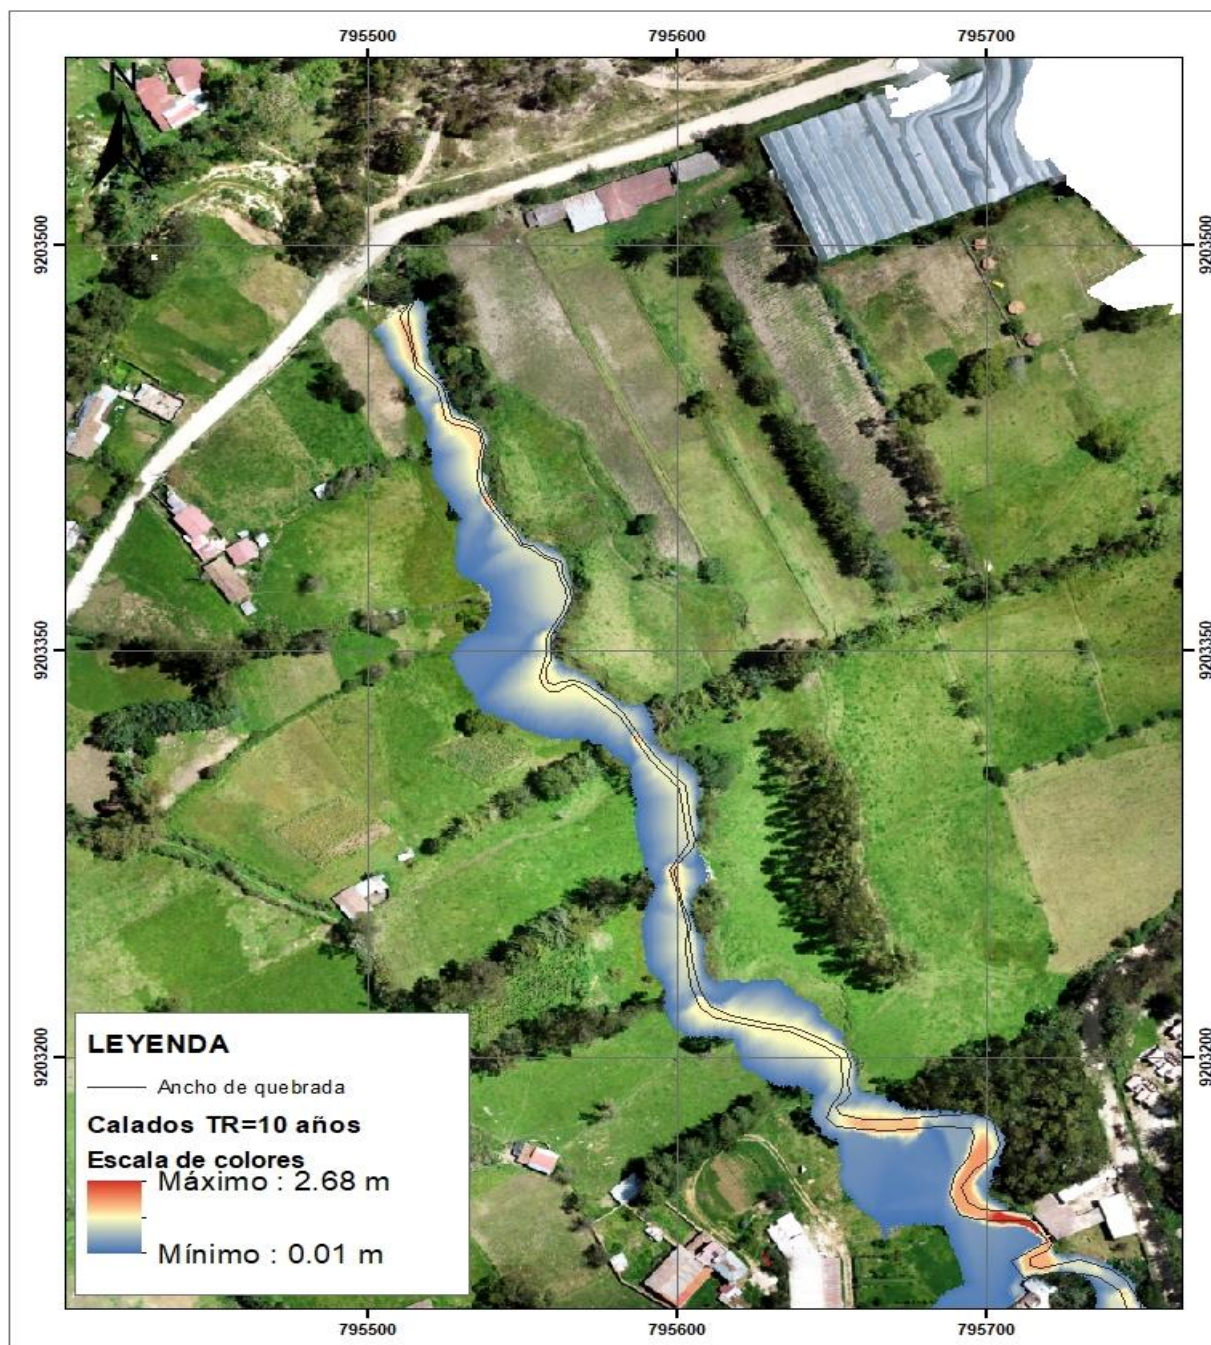 795500 795600 795700
N
9203500 9203500
9203350 9203350
9203200 9203200
LEYENDA
Ancho de quebrada
Calados TR=10 años
Escala de colores
Máximo : 2.68 m
Mínimo : 0.01 m
795500 795600 795700